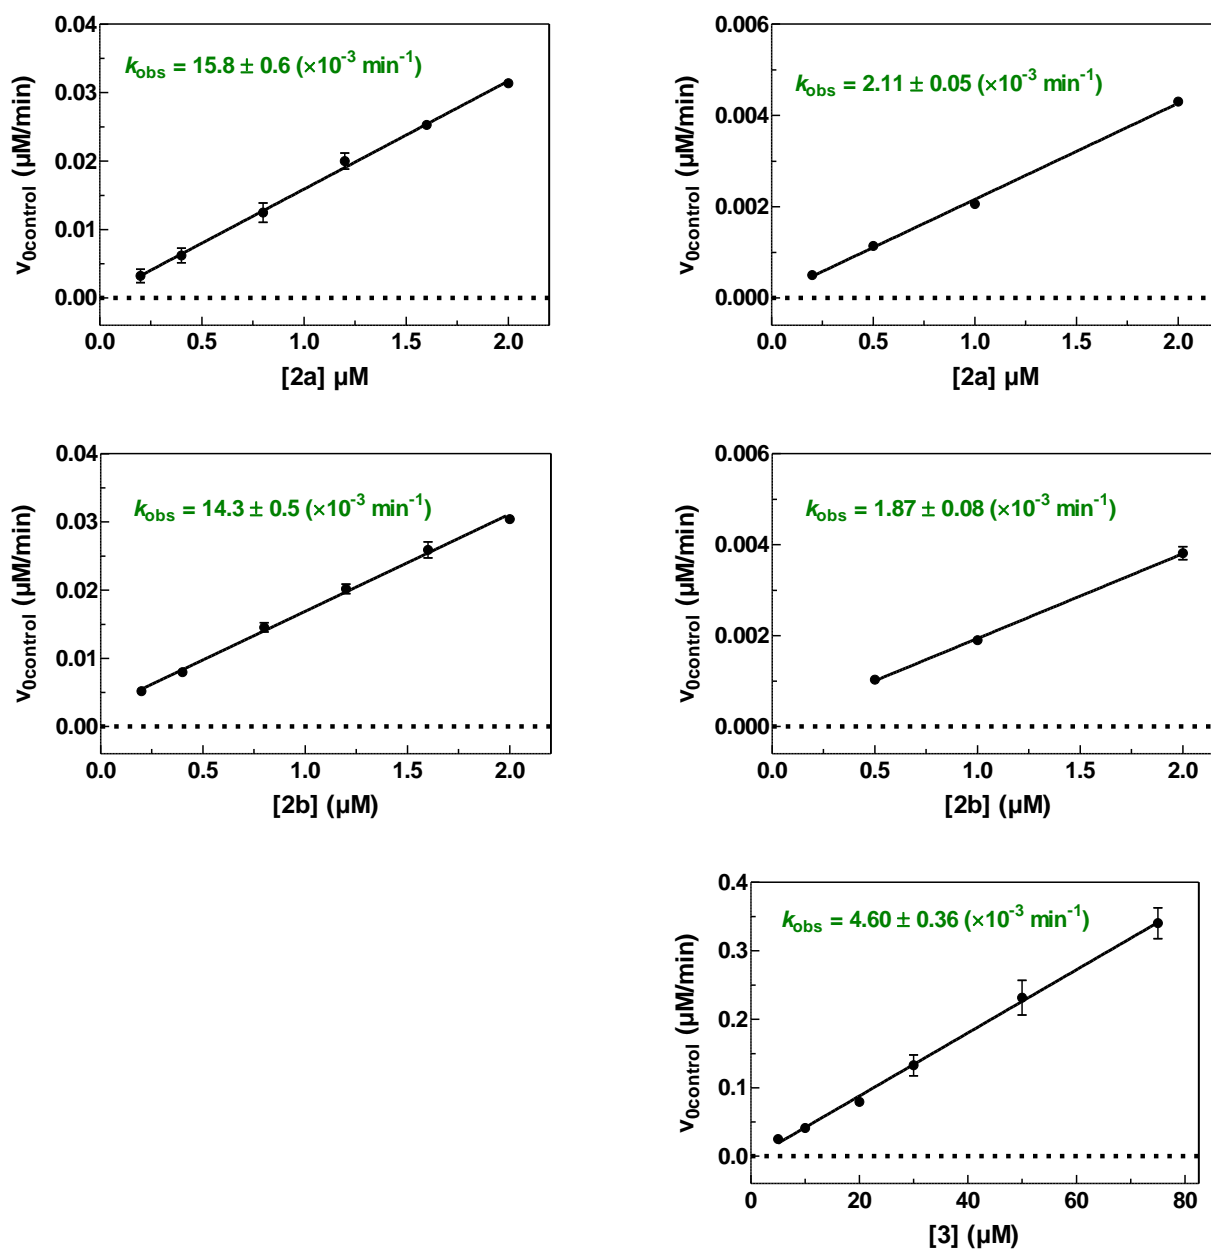 0.04
0.03
0.02
0.01
0.00
v0control (µM/min)
kobs = 15.8 ± 0.6 (×10-3 min-1)
0.0 0.5 1.0 1.5 2.0
[2a] µM
0.006
0.004
0.002
0.000
v0control (µM/min)
kobs = 2.11 ± 0.05 (×10-3 min-1)
0.0 0.5 1.0 1.5 2.0
[2a] µM
0.04
0.03
0.02
0.01
0.00
v0control (µM/min)
kobs = 14.3 ± 0.5 (×10-3 min-1)
0.0 0.5 1.0 1.5 2.0
[2b] (µM)
0.006
0.004
0.002
0.000
v0control (µM/min)
kobs = 1.87 ± 0.08 (×10-3 min-1)
0.0 0.5 1.0 1.5 2.0
[2b] (µM)
0.4
0.3
0.2
0.1
0.0
v0control (µM/min)
kobs = 4.60 ± 0.36 (×10-3 min-1)
0 20 40 60 80
[3] (µM)